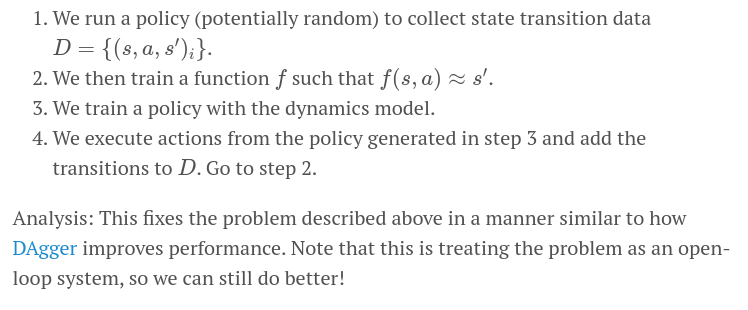 1. We run a policy (potentially random) to collect state transition data
D = {(s, a, s′)ᵢ}.
2. We then train a function f such that f(s, a) ≈ s′.
3. We train a policy with the dynamics model.
4. We execute actions from the policy generated in step 3 and add the
transitions to D. Go to step 2.
Analysis: This fixes the problem described above in a manner similar to how
DAgger improves performance. Note that this is treating the problem as an open-
loop system, so we can still do better!